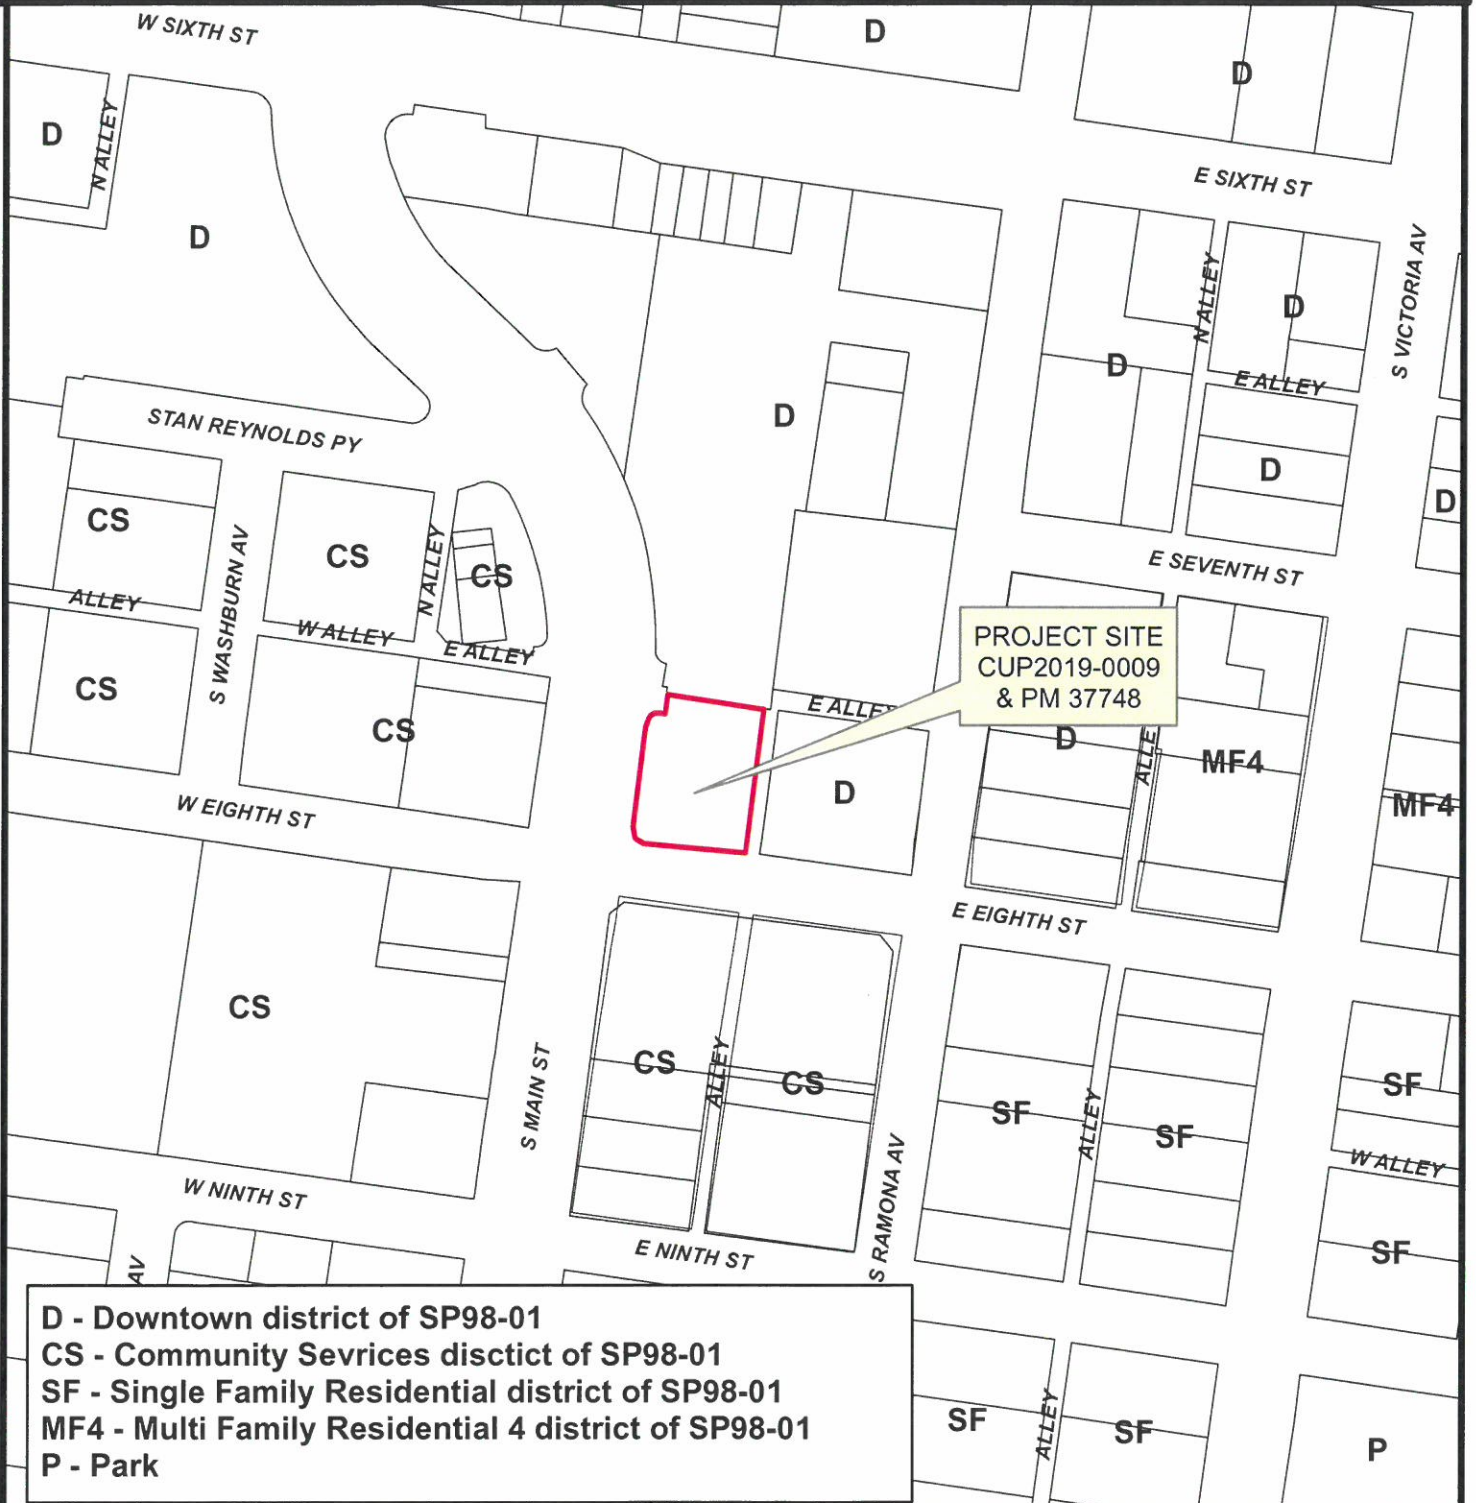 W SIXTH ST
D
D
D
N ALLEY
D
E SIXTH ST
S VICTORIA AV
N ALLEY
D
D
E ALLEY
D
STAN REYNOLDS PY
D
D
D
CS
S WASHBURN AV
CS
N ALLEY
CS
E SEVENTH ST
ALLEY
W ALLEY
E ALLEY
PROJECT SITE
CUP2019-0009
& PM 37748
CS
CS
E ALLEY
D
ALLE
MF4
D
MF4
W EIGHTH ST
E EIGHTH ST
CS
S MAIN ST
CS
ALLEY
CS
SF
ALLEY
SF
SF
W ALLEY
W NINTH ST
S RAMONA AV
E NINTH ST
SF
AV
D - Downtown district of SP98-01
CS - Community Sevrices disctict of SP98-01
SF - Single Family Residential district of SP98-01
MF4 - Multi Family Residential 4 district of SP98-01
P - Park
SF
ALLEY
SF
P